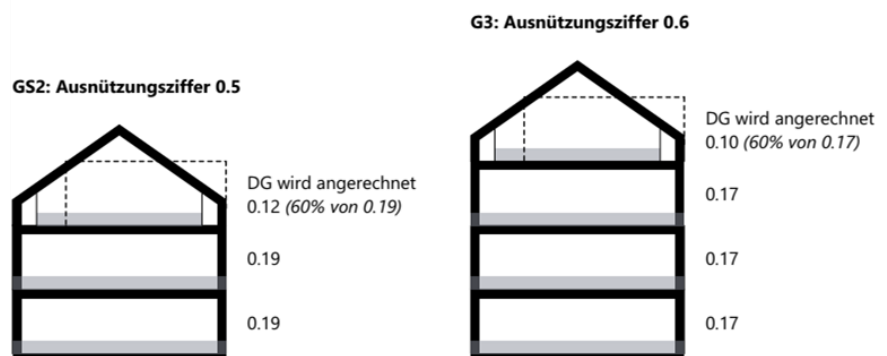 GS2: Ausnützungsziffer 0.5
DG wird angerechnet
0.12 (60% von 0.19)
0.19
0.19
G3: Ausnützungsziffer 0.6
DG wird angerechnet
0.10 (60% von 0.17)
0.17
0.17
0.17